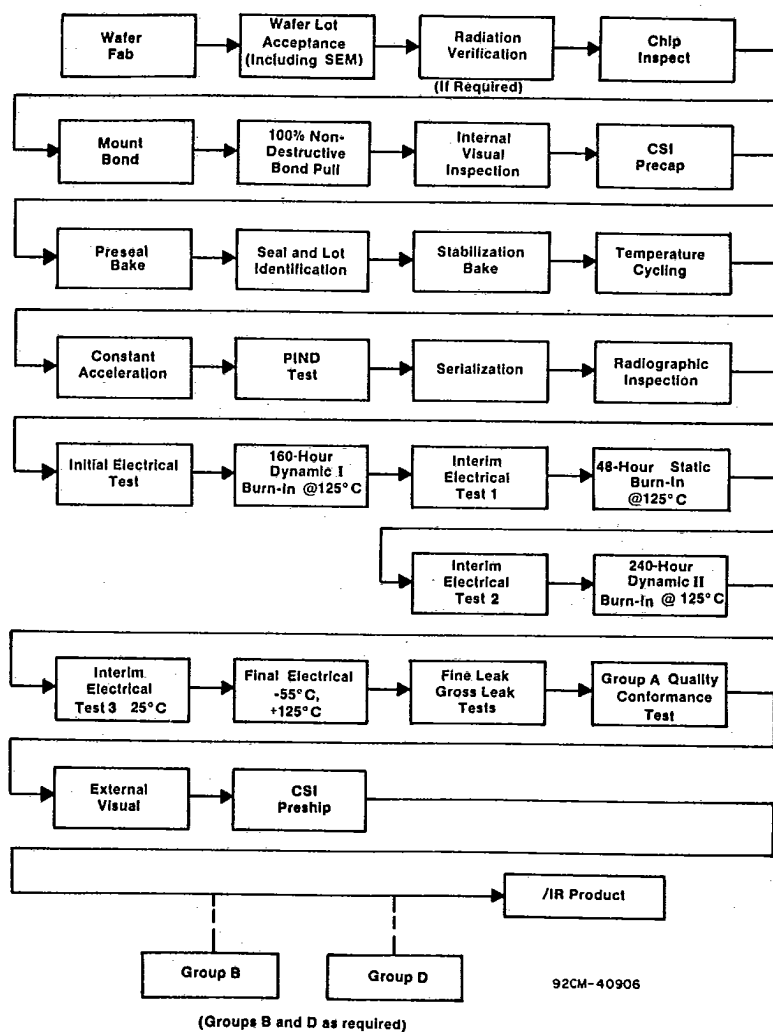 Wafer
Fab
Wafer Lot
Acceptance
(Including SEM)
Radiation
Verification
(If Required)
Chip
Inspect
Mount
Bond
100% Non-
Destructive
Bond Pull
Internal
Visual
Inspection
CSI
Precap
Preseal
Bake
Seal and Lot
Identification
Stabilization
Bake
Temperature
Cycling
Constant
Acceleration
PIND
Test
Serialization
Radiographic
Inspection
Initial Electrical
Test
160-Hour
Dynamic I
Burn-In @125°C
Interim
Electrical
Test 1
48-Hour Static
Burn-In
@125°C
Interim
Electrical
Test 2
240-Hour
Dynamic II
Burn-In @ 125°C
Interim
Electrical
Test 3 25°C
Final Electrical
-55°C,
+125°C
Fine Leak
Gross Leak
Tests
Group A Quality
Conformance
Test
External
Visual
CSI
Preship
/IR Product
Group B
Group D
92CM-40906
(Groups B and D as required)